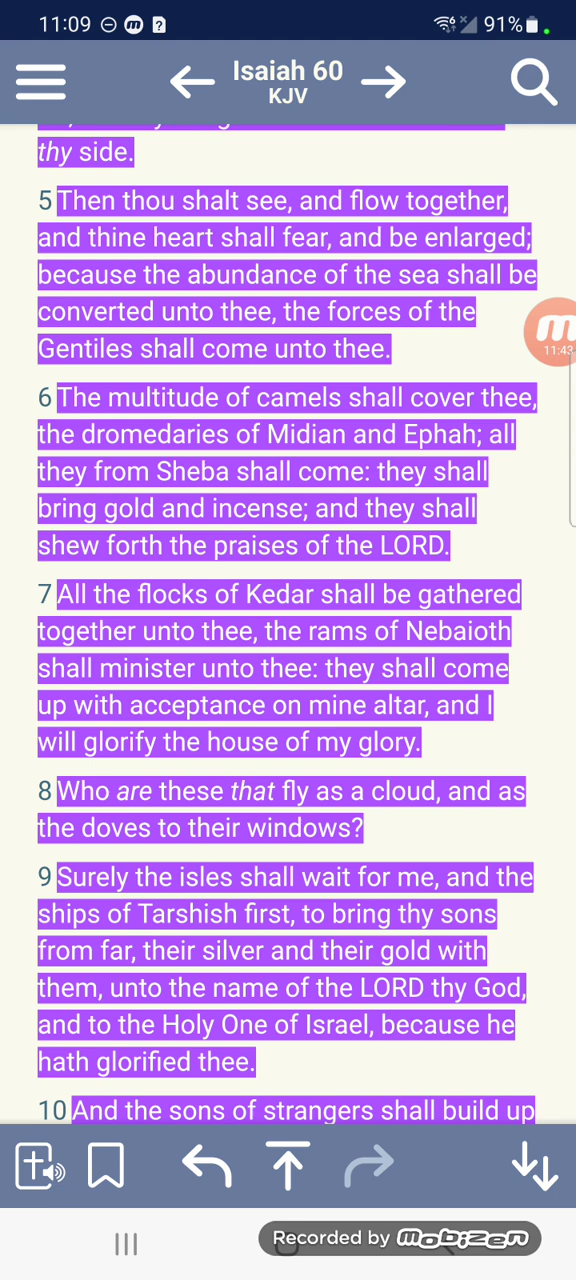 11:09
91%
Isaiah 60
KJV
thy side.
5 Then thou shalt see, and flow together,
and thine heart shall fear, and be enlarged;
because the abundance of the sea shall be
converted unto thee, the forces of the
Gentiles shall come unto thee.
11:43
6 The multitude of camels shall cover thee,
the dromedaries of Midian and Ephah; all
they from Sheba shall come: they shall
bring gold and incense; and they shall
shew forth the praises of the LORD.
7 All the flocks of Kedar shall be gathered
together unto thee, the rams of Nebaioth
shall minister unto thee: they shall come
up with acceptance on mine altar, and I
will glorify the house of my glory.
8 Who are these that fly as a cloud, and as
the doves to their windows?
9 Surely the isles shall wait for me, and the
ships of Tarshish first, to bring thy sons
from far, their silver and their gold with
them, unto the name of the LORD thy God,
and to the Holy One of Israel, because he
hath glorified thee.
10 And the sons of strangers shall build up
Recorded by mobizen